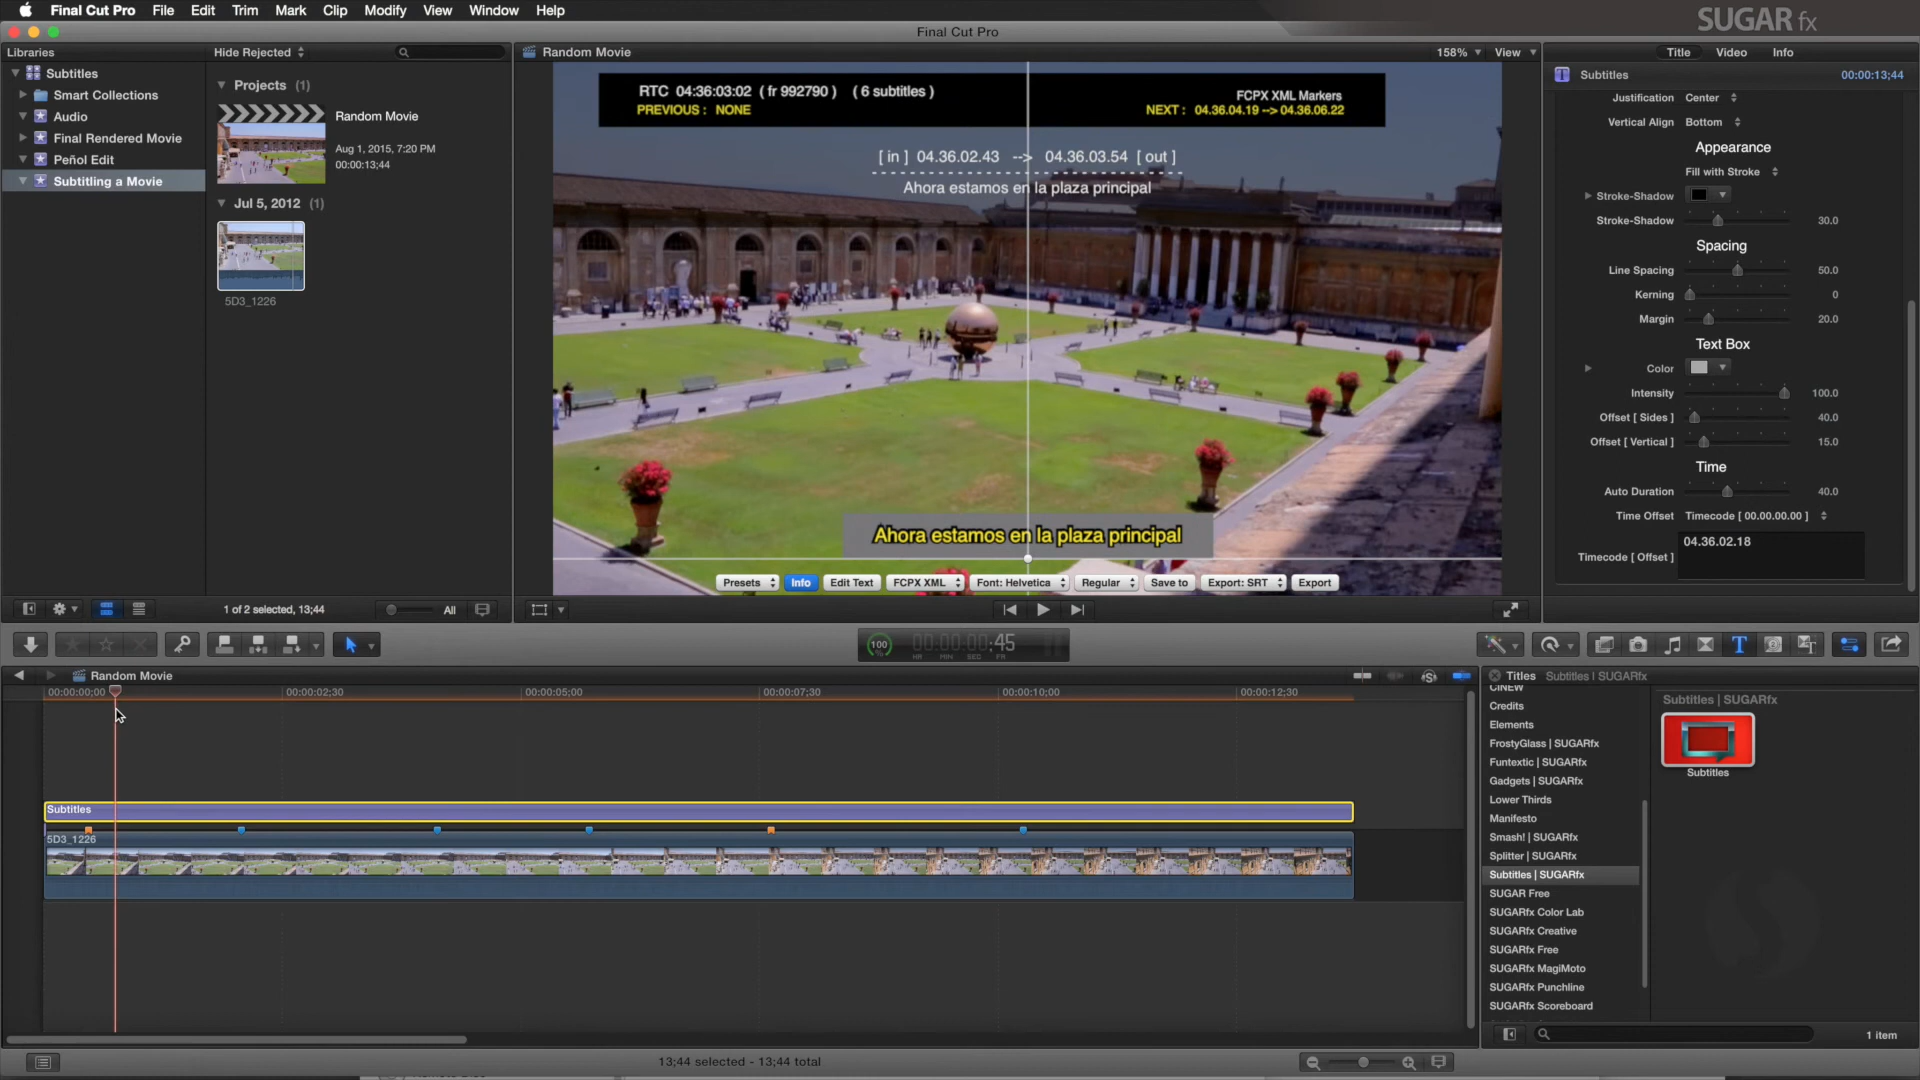 Final Cut Pro File Edit Trim Mark Clip Modify View Window Help
SUGAR fx
Final Cut Pro
Libraries
Hide Rejected
Random Movie
158% View
Title Video Info
Subtitles
Smart Collections
Audio
Final Rendered Movie
Peñol Edit
Subtitling a Movie
Projects (1)
Random Movie
Aug 1, 2015, 7:20 PM
00:00:13;44
Jul 5, 2012 (1)
5D3_1226
RTC 04:36:03:02 ( fr 992790 ) ( 6 subtitles )
PREVIOUS : NONE
FCPX XML Markers
NEXT : 04.36.04.19 --> 04.36.06.22
[ in ] 04.36.02.43 --> 04.36.03.54 [ out ]
Ahora estamos en la plaza principal
Ahora estamos en la plaza principal
Presets Info Edit Text FCPX XML Font: Helvetica Regular Save to Export: SRT Export
Subtitles 00:00:13;44
Justification Center
Vertical Align Bottom
Appearance
Fill with Stroke
Stroke-Shadow
Stroke-Shadow 30.0
Spacing
Line Spacing 50.0
Kerning 0
Margin 20.0
Text Box
Color
Intensity 100.0
Offset [ Sides ] 40.0
Offset [ Vertical ] 15.0
Time
Auto Duration 40.0
Time Offset Timecode [ 00.00.00.00 ]
Timecode [ Offset ] 04.36.02.18
1 of 2 selected, 13;44 All
100 % 00:00:00;45
HR MIN SEC FR
Random Movie
00:00:00;00 00:00:02;30 00:00:05;00 00:00:07;30 00:00:10;00 00:00:12;30
Subtitles
5D3_1226
Titles Subtitles | SUGARfx
CINEW
Credits
Elements
FrostyGlass | SUGARfx
Funtextic | SUGARfx
Gadgets | SUGARfx
Lower Thirds
Manifesto
Smash! | SUGARfx
Splitter | SUGARfx
Subtitles | SUGARfx
SUGAR Free
SUGARfx Color Lab
SUGARfx Creative
SUGARfx Free
SUGARfx MagiMoto
SUGARfx Punchline
SUGARfx Scoreboard
Subtitles | SUGARfx
Subtitles
1 item
13;44 selected - 13;44 total